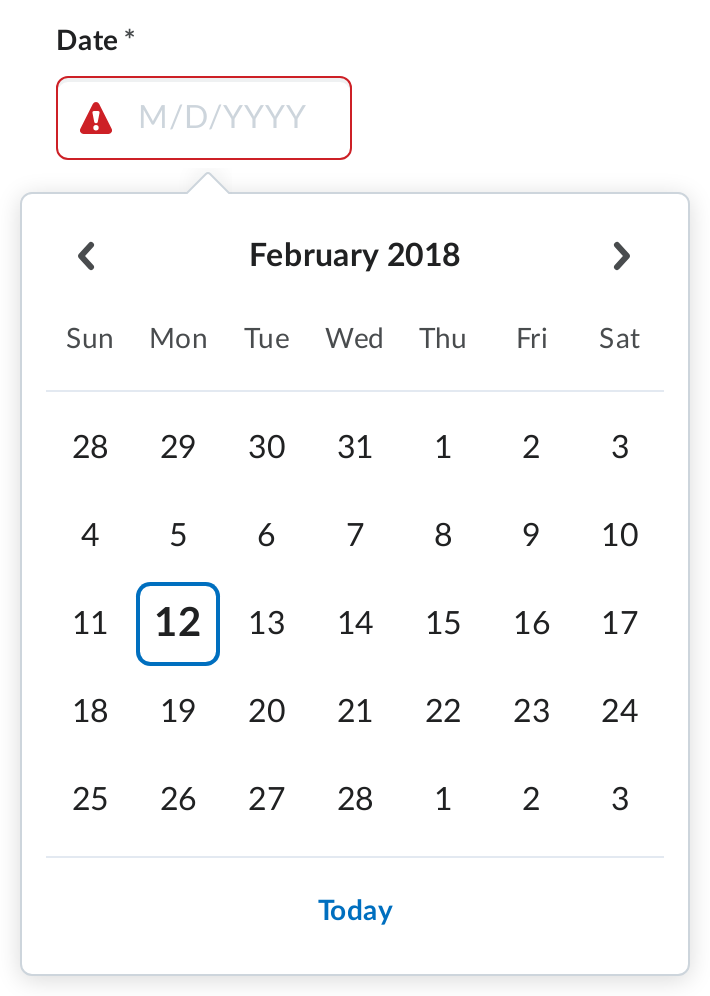 Date *
M/D/YYYY
February 2018
Sun Mon Tue Wed Thu Fri Sat
28 29 30 31 1 2 3
4 5 6 7 8 9 10
11 12 13 14 15 16 17
18 19 20 21 22 23 24
25 26 27 28 1 2 3
Today